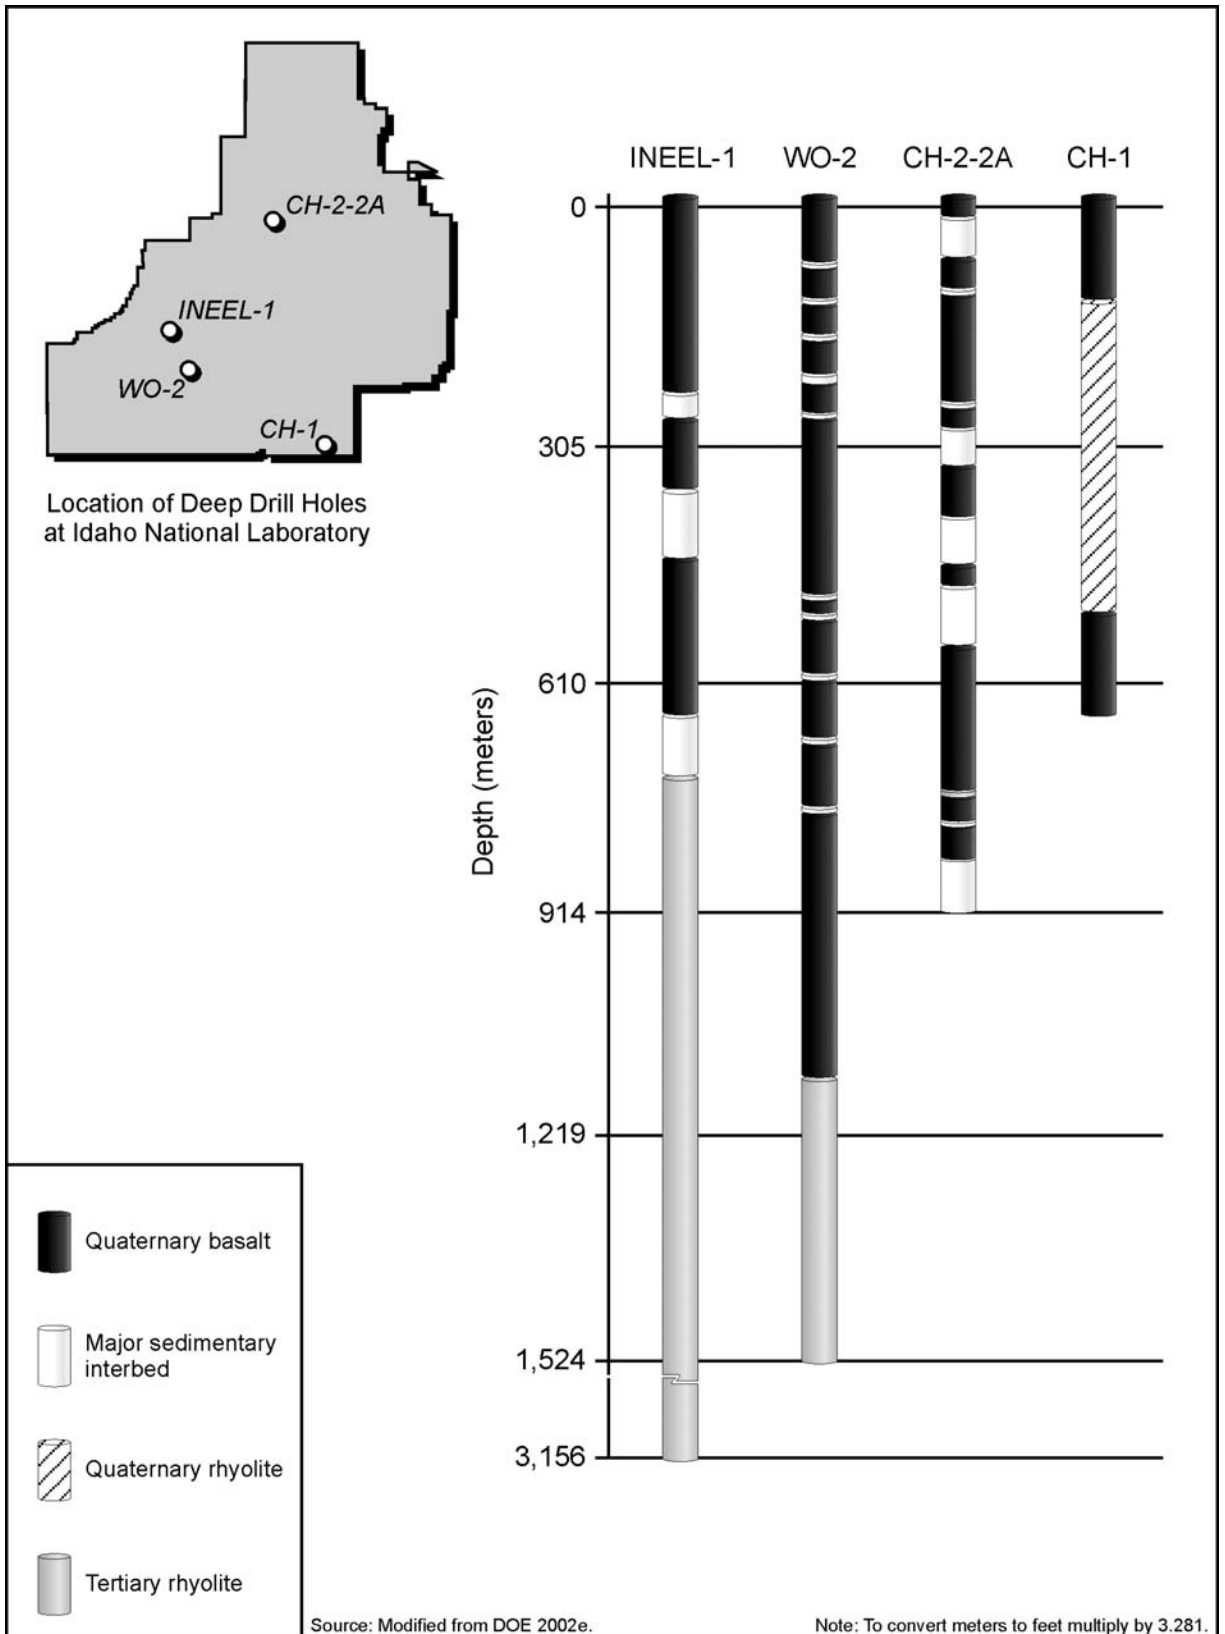 CH-2-2A
INEEL-1
WO-2
CH-1
Location of Deep Drill Holes
at Idaho National Laboratory
INEEL-1
WO-2
CH-2-2A
CH-1
0
305
610
914
1,219
1,524
3,156
Depth (meters)
Quaternary basalt
Major sedimentary
interbed
Quaternary rhyolite
Tertiary rhyolite
Source: Modified from DOE 2002e.
Note: To convert meters to feet multiply by 3.281.